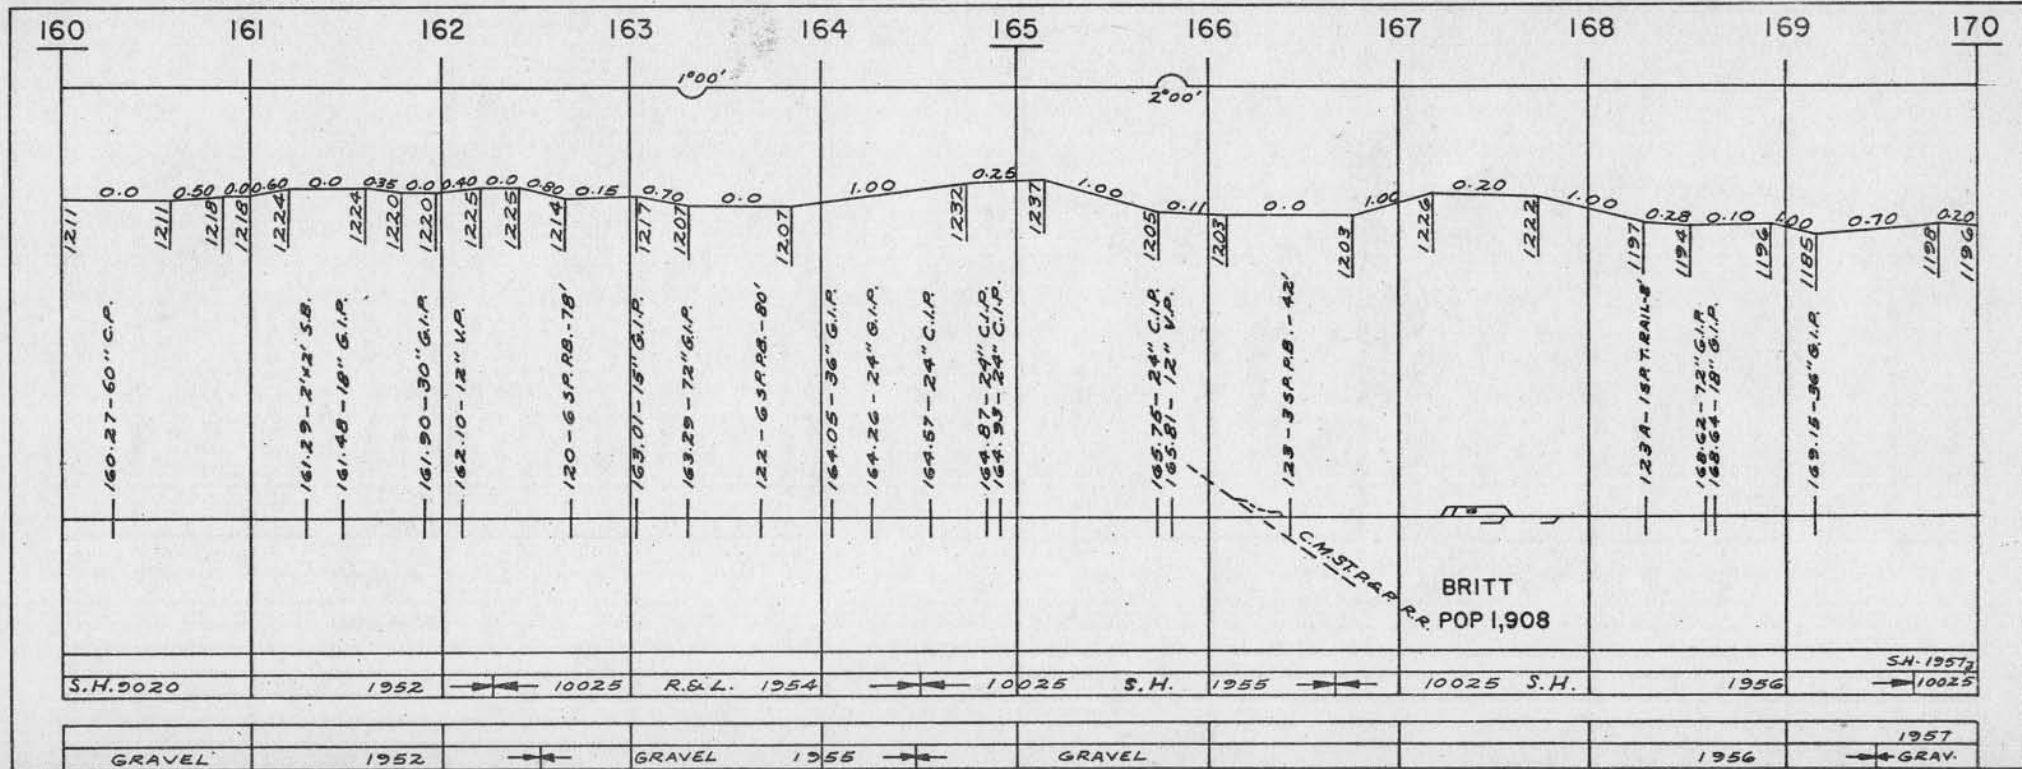 160 161 162 163 164 165 166 167 168 169 170
1°00'
2°00'
0.0 0.50 0.0 0.60 0.0 .035 0.0 0.40 0.0 0.80 0.15 0.70 0.0 1.00 0.25 1.00 0.11 0.0 1.00 0.20 1.00 0.28 0.10 1.00 0.70 0.20
1211 1211 1218 1218 1224 1224 1220 1220 1225 1225 1214 1217 1207 1207 1232 1237 1205 1203 1203 1226 1222 1197 1194 1196 1185 1198 1196
160.27-60" C.P.
161.29-2'x2' S.B.
161.48-18" G.I.P.
161.90-30" G.I.P.
162.10-12" V.P.
120-6 SP. P.B.-78'
163.01-15" G.I.P.
163.29-72" G.I.P.
122-6 SP. P.B.-80'
164.05-36" G.I.P.
164.26-24" G.I.P.
164.57-24" C.I.P.
164.87-24" C.I.P.
164.93-24" C.I.P.
165.75-24" C.I.P.
165.81-12" V.P.
123-3 SP. P.B.-42'
123A-1 SP. T. RAIL-8'
168.62-72" G.I.P.
168.64-18" G.I.P.
169.15-36" G.I.P.
C.M.ST.P.&P. R.R.
BRITT
POP 1,908
S.H. 1957
S.H. 9020 1952 10025 R.&L. 1954 10025 S.H. 1955 10025 S.H. 1956 10025
1957
GRAVEL 1952 GRAVEL 1955 GRAVEL 1956 GRAV.